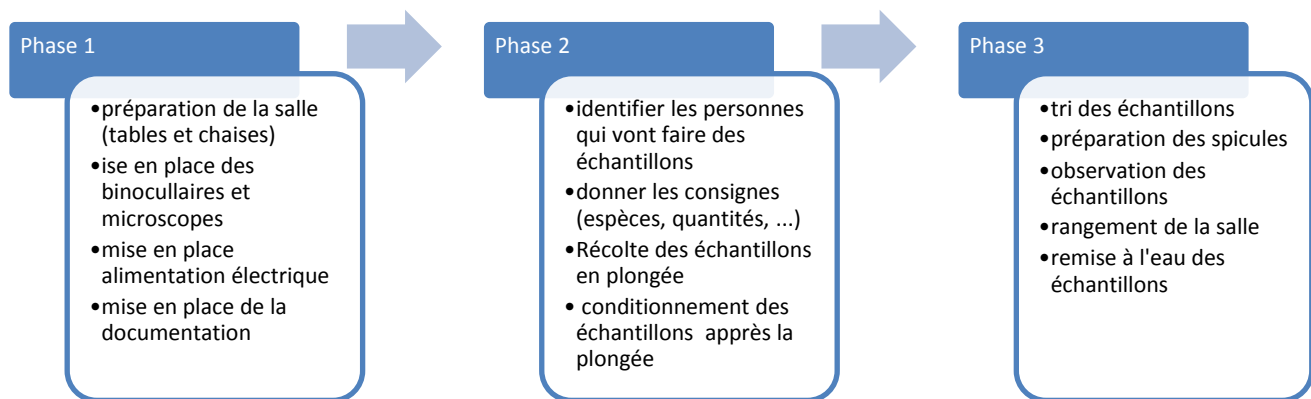 Phase 1
•préparation de la salle
(tables et chaises)
•ise en place des
binocullaires et
microscopes
•mise en place
alimentation électrique
•mise en place de la
documentation
Phase 2
•identifier les personnes
qui vont faire des
échantillons
•donner les consignes
(espèces, quantités, ...)
•Récolte des échantillons
en plongée
• conditionnement des
échantillons apprès la
plongée
Phase 3
•tri des échantillons
•préparation des spicules
•observation des
échantillons
•rangement de la salle
•remise à l'eau des
échantillons